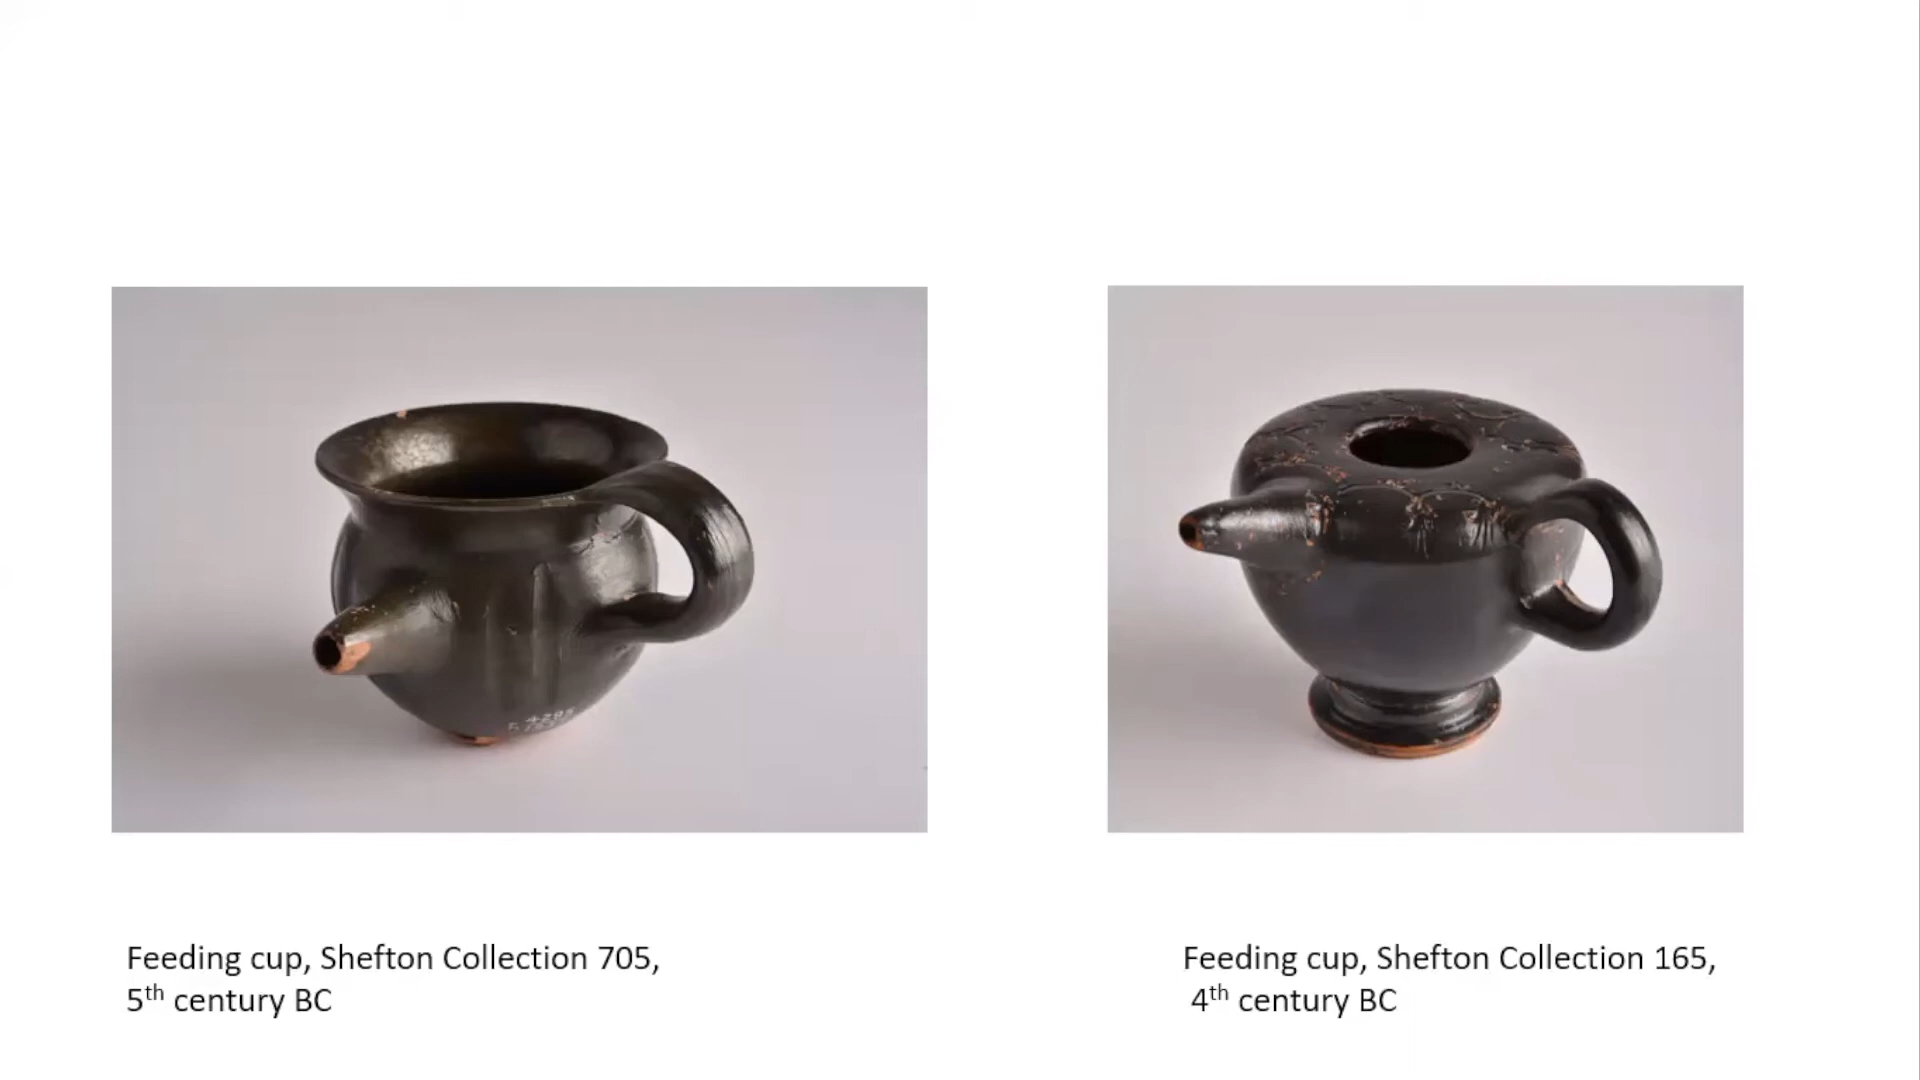 Feeding cup, Shefton Collection 705,
5th century BC
Feeding cup, Shefton Collection 165,
4th century BC